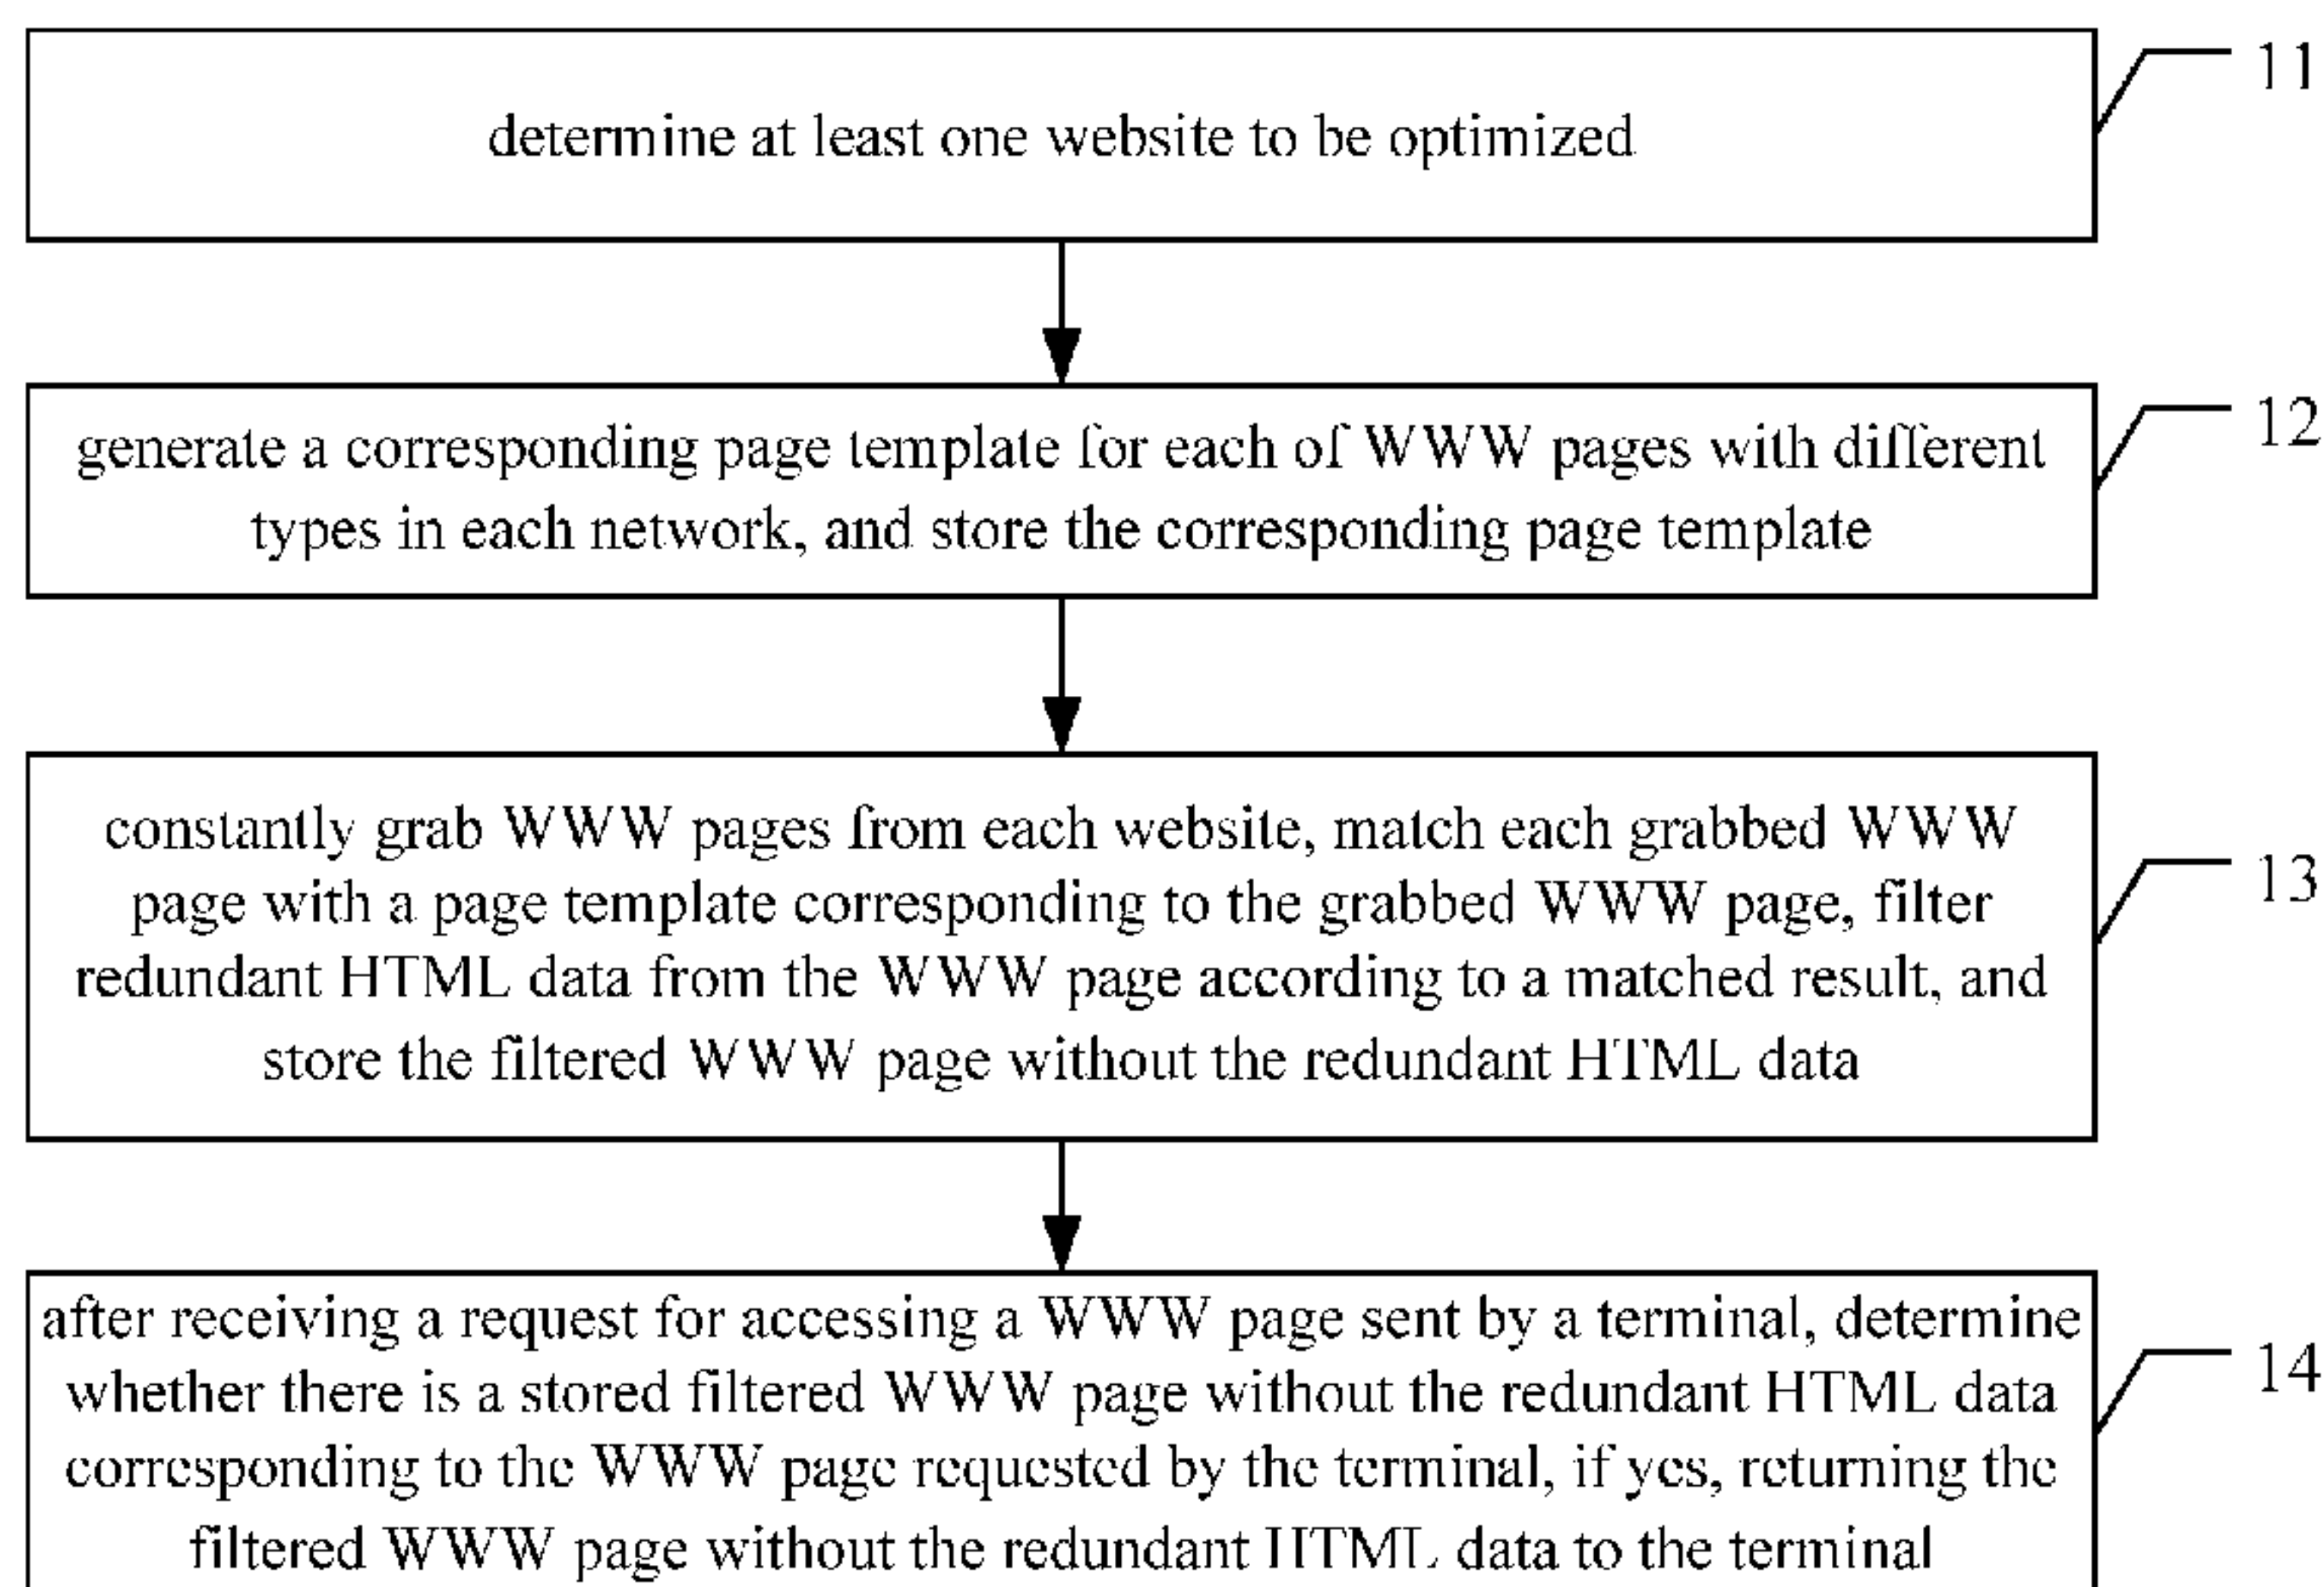 determine at least one website to be optimized
11
generate a corresponding page template for each of WWW pages with different
types in each network, and store the corresponding page template
12
constantly grab WWW pages from each website, match each grabbed WWW
page with a page template corresponding to the grabbed WWW page, filter
redundant HTML data from the WWW page according to a matched result, and
store the filtered WWW page without the redundant HTML data
13
after receiving a request for accessing a WWW page sent by a terminal, determine
whether there is a stored filtered WWW page without the redundant HTML data
corresponding to the WWW page requested by the terminal, if yes, returning the
filtered WWW page without the redundant HTML data to the terminal
14